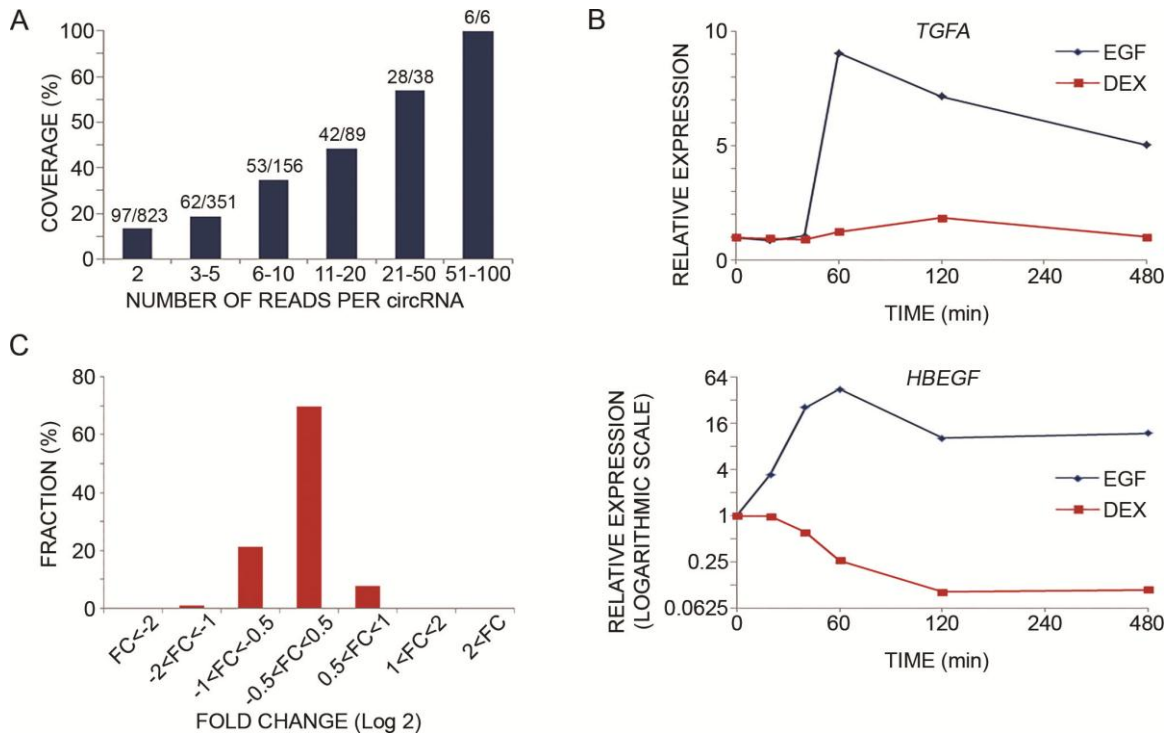 A
COVERAGE (%)
100
80
60
40
20
0
97/823
62/351
53/156
42/89
28/38
6/6
2
3-5
6-10
11-20
21-50
51-100
NUMBER OF READS PER circRNA
B
TGFA
RELATIVE EXPRESSION
10
5
0
EGF
DEX
0
60
120
240
480
TIME (min)
HBEGF
RELATIVE EXPRESSION
(LOGARITHMIC SCALE)
64
16
4
1
0.25
0.0625
EGF
DEX
0
60
120
240
480
TIME (min)
C
FRACTION (%)
80
60
40
20
0
FC<-2
-2<FC<-1
-1<FC<-0.5
-0.5<FC<0.5
0.5<FC<1
1<FC<2
2<FC
FOLD CHANGE (Log 2)